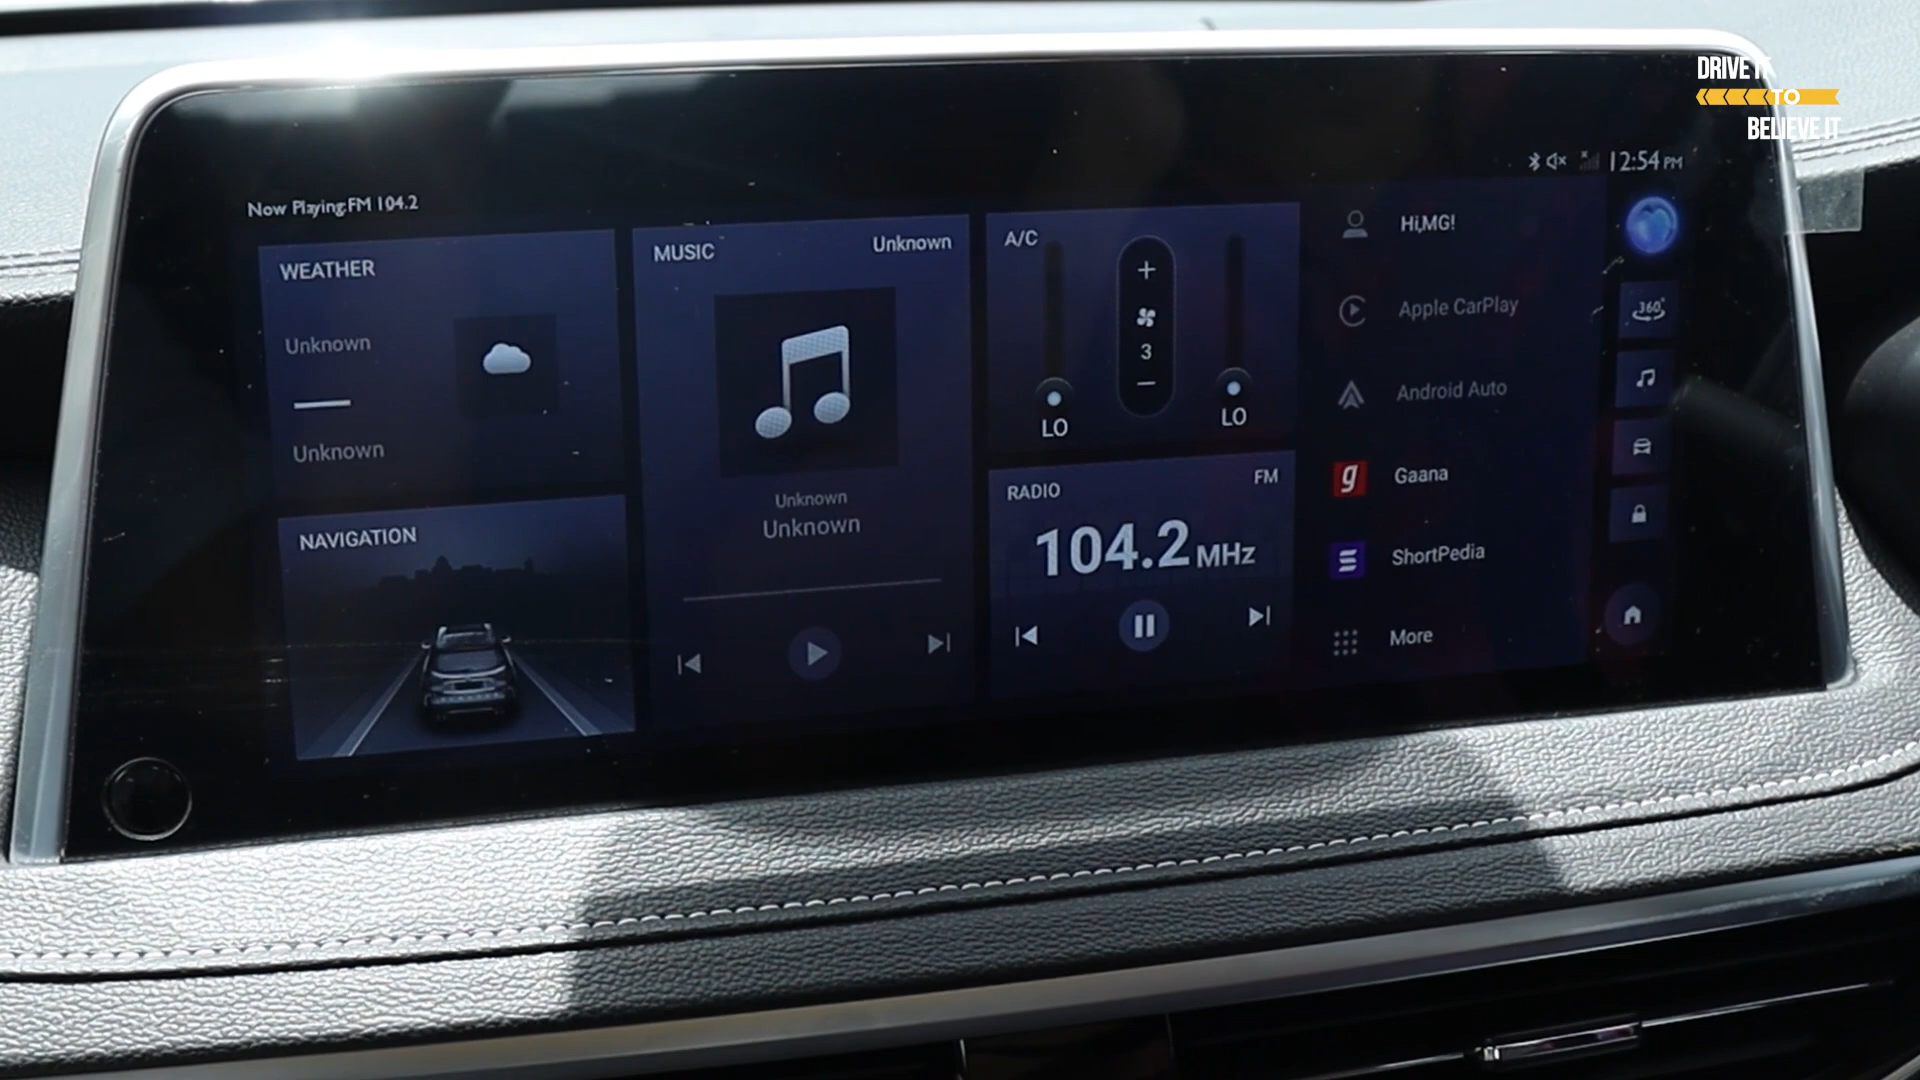 DRIVE IT
TO
BELIEVE IT
12:54 PM
Now Playing:FM 104.2
WEATHER
Unknown
Unknown
NAVIGATION
MUSIC
Unknown
Unknown
Unknown
A/C
+
3
−
LO
LO
RADIO
FM
104.2 MHz
Hi,MG!
Apple CarPlay
Android Auto
g
Gaana
ShortPedia
More
360°